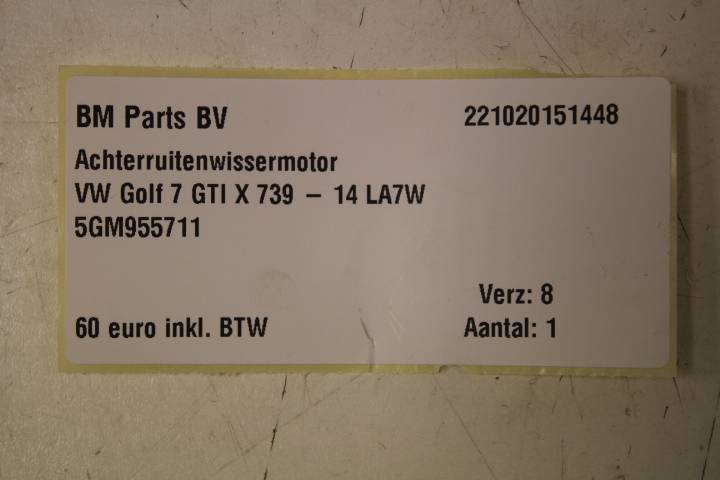 BM Parts BV 221020151448
Achterruitenwissermotor
VW Golf 7 GTI X 739 – 14 LA7W
5GM955711
Verz: 8
60 euro inkl. BTW Aantal: 1